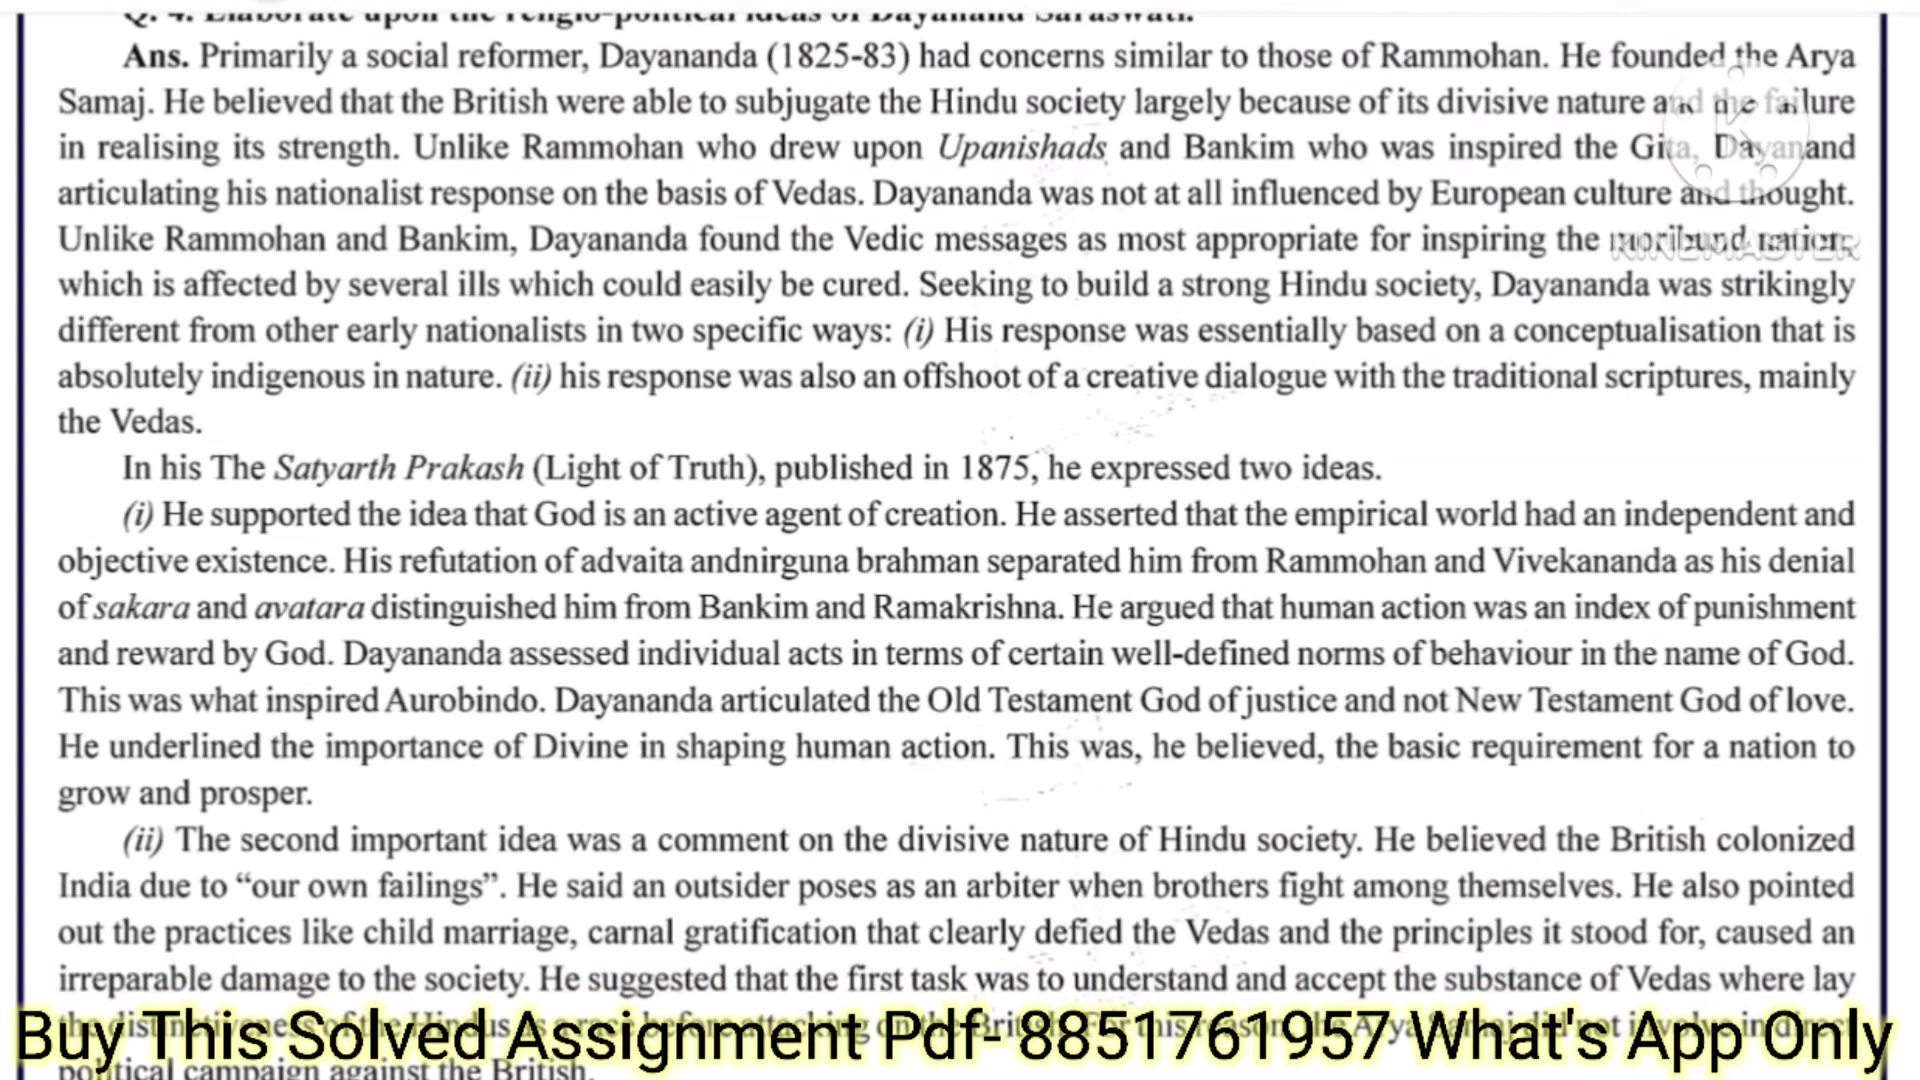 Q. 4. Elaborate upon the religio-political ideas of Dayanand Saraswati.
Ans. Primarily a social reformer, Dayananda (1825-83) had concerns similar to those of Rammohan. He founded the Arya
Samaj. He believed that the British were able to subjugate the Hindu society largely because of its divisive nature and the failure
in realising its strength. Unlike Rammohan who drew upon Upanishads and Bankim who was inspired the Gita, Dayanand
articulating his nationalist response on the basis of Vedas. Dayananda was not at all influenced by European culture and thought.
Unlike Rammohan and Bankim, Dayananda found the Vedic messages as most appropriate for inspiring the moribund nation,
KINEMASTER
which is affected by several ills which could easily be cured. Seeking to build a strong Hindu society, Dayananda was strikingly
different from other early nationalists in two specific ways: (i) His response was essentially based on a conceptualisation that is
absolutely indigenous in nature. (ii) his response was also an offshoot of a creative dialogue with the traditional scriptures, mainly
the Vedas.
In his The Satyarth Prakash (Light of Truth), published in 1875, he expressed two ideas.
(i) He supported the idea that God is an active agent of creation. He asserted that the empirical world had an independent and
objective existence. His refutation of advaita andnirguna brahman separated him from Rammohan and Vivekananda as his denial
of sakara and avatara distinguished him from Bankim and Ramakrishna. He argued that human action was an index of punishment
and reward by God. Dayananda assessed individual acts in terms of certain well-defined norms of behaviour in the name of God.
This was what inspired Aurobindo. Dayananda articulated the Old Testament God of justice and not New Testament God of love.
He underlined the importance of Divine in shaping human action. This was, he believed, the basic requirement for a nation to
grow and prosper.
(ii) The second important idea was a comment on the divisive nature of Hindu society. He believed the British colonized
India due to “our own failings”. He said an outsider poses as an arbiter when brothers fight among themselves. He also pointed
out the practices like child marriage, carnal gratification that clearly defied the Vedas and the principles it stood for, caused an
irreparable damage to the society. He suggested that the first task was to understand and accept the substance of Vedas where lay
Buy This Solved Assignment Pdf- 8851761957 What's App Only
political campaign against the British.